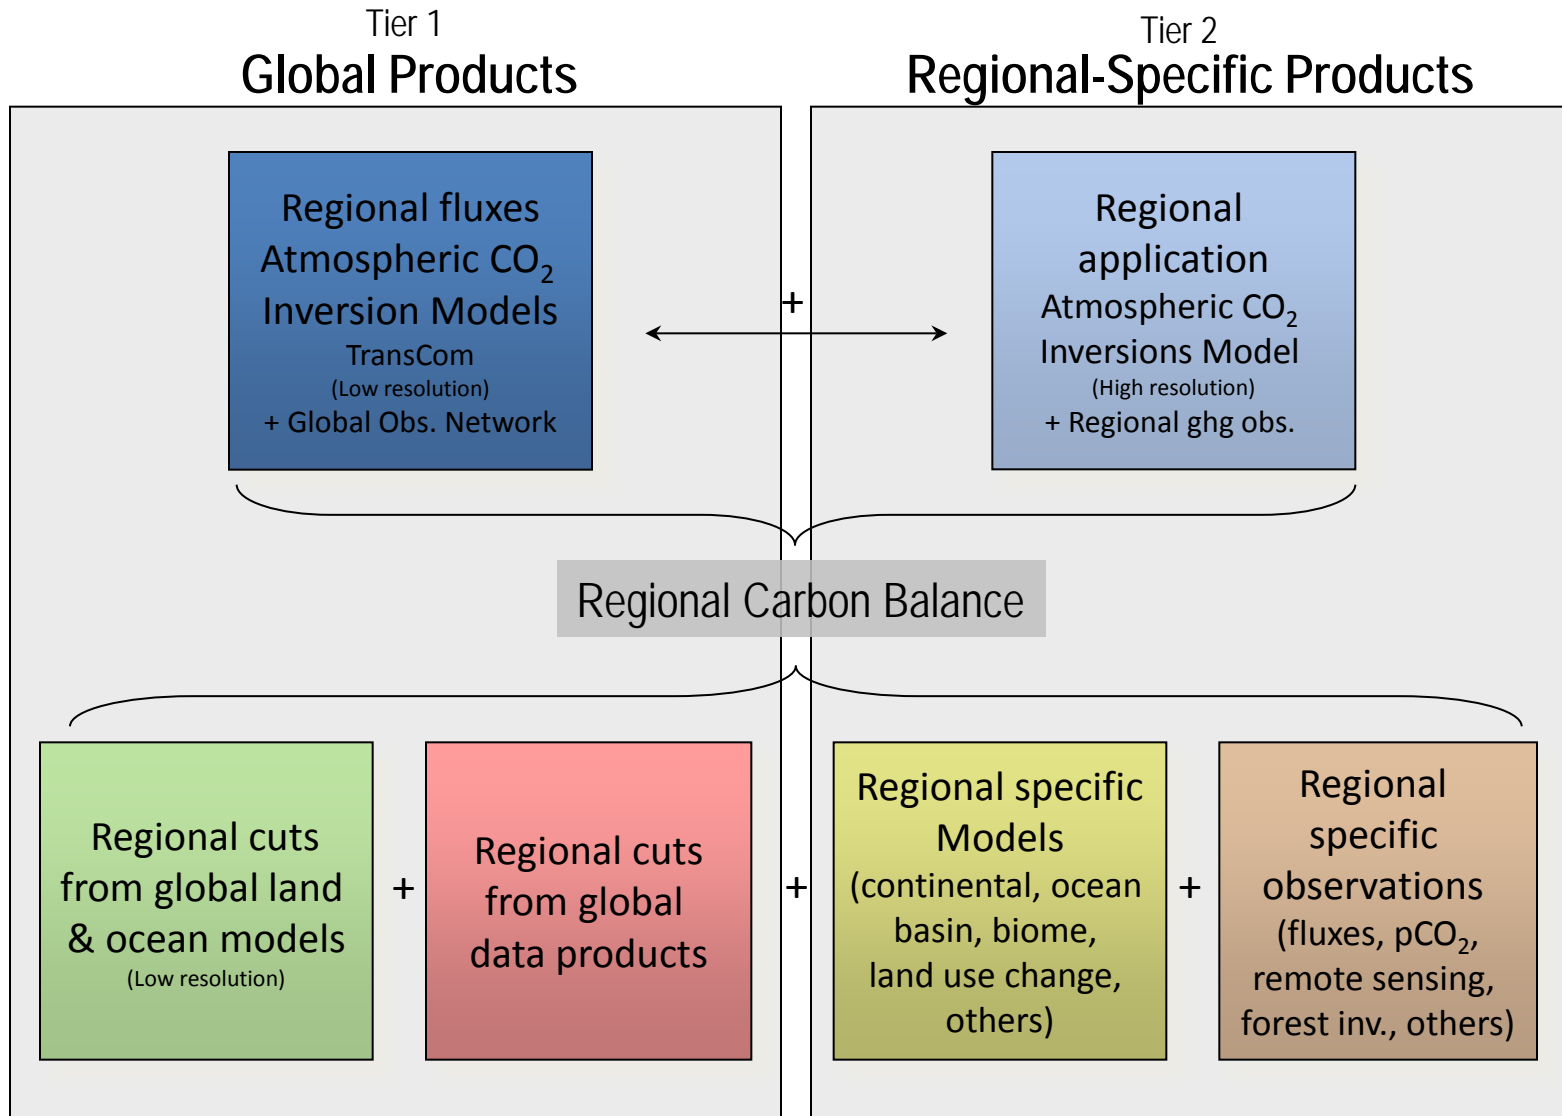 Tier 1
Global Products
Tier 2
Regional-Specific Products
Regional fluxes
Atmospheric CO₂
Inversion Models
TransCom
(Low resolution)
+ Global Obs. Network
+
Regional
application
Atmospheric CO₂
Inversions Model
(High resolution)
+ Regional ghg obs.
Regional Carbon Balance
Regional cuts
from global land
& ocean models
(Low resolution)
+
Regional cuts
from global
data products
+
Regional specific
Models
(continental, ocean
basin, biome,
land use change,
others)
+
Regional
specific
observations
(fluxes, pCO₂,
remote sensing,
forest inv., others)